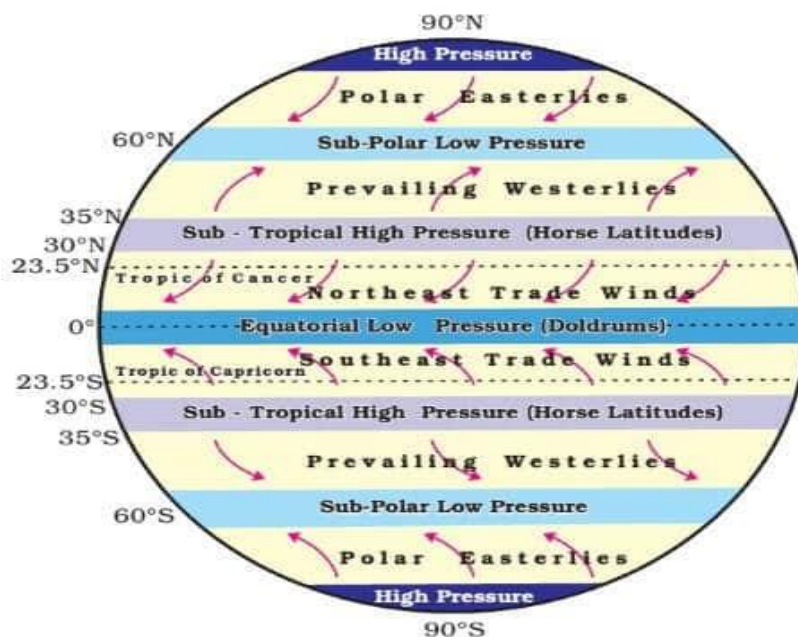 90°N
High Pressure
Polar Easterlies
60°N
Sub-Polar Low Pressure
Prevailing Westerlies
35°N
Sub - Tropical High Pressure (Horse Latitudes)
30°N
23.5°N
Tropic of Cancer
Northeast Trade Winds
0°
Equatorial Low Pressure (Doldrums)
Southeast Trade Winds
Tropic of Capricorn
23.5°S
30°S
Sub - Tropical High Pressure (Horse Latitudes)
35°S
Prevailing Westerlies
60°S
Sub-Polar Low Pressure
Polar Easterlies
High Pressure
90°S